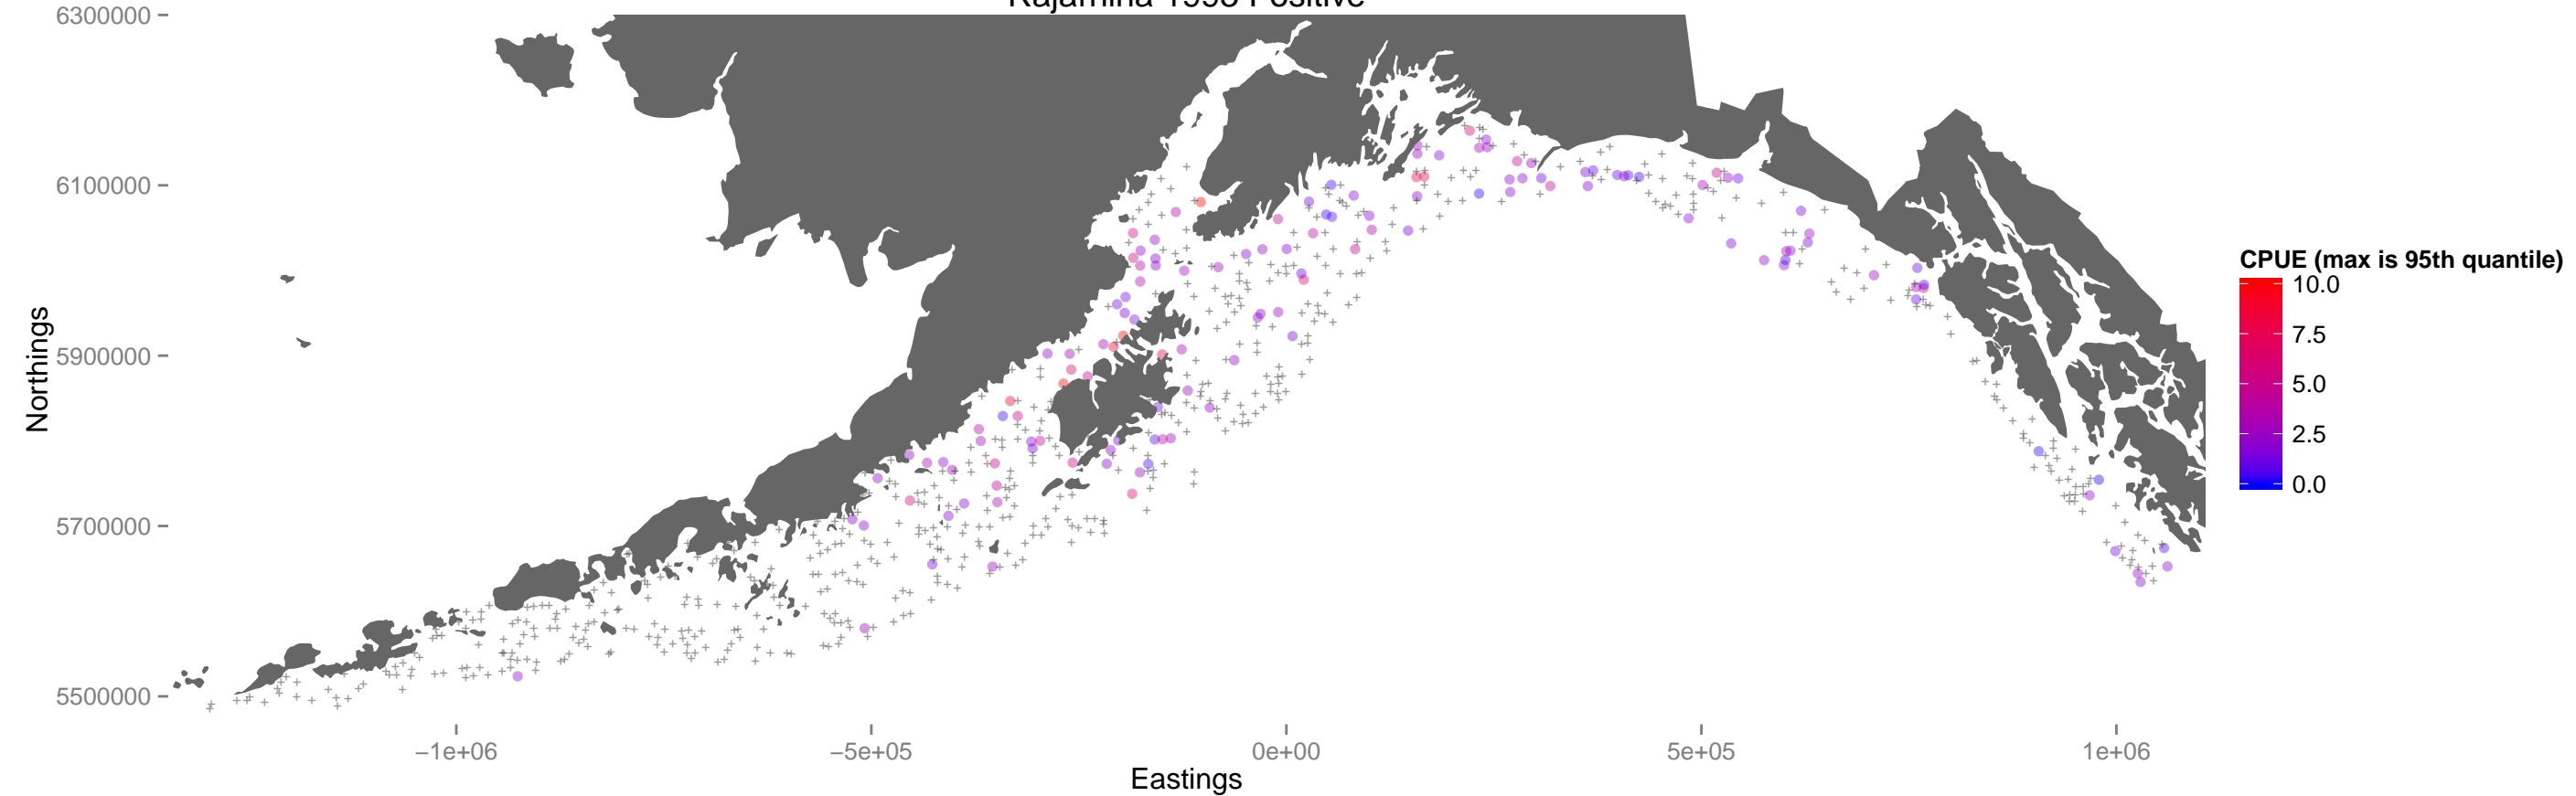 Positive
6300000
6100000
5900000
5700000
5500000
Northings
−1e+06
−5e+05
0e+00
5e+05
1e+06
Eastings
CPUE (max is 95th quantile)
10.0
7.5
5.0
2.5
0.0